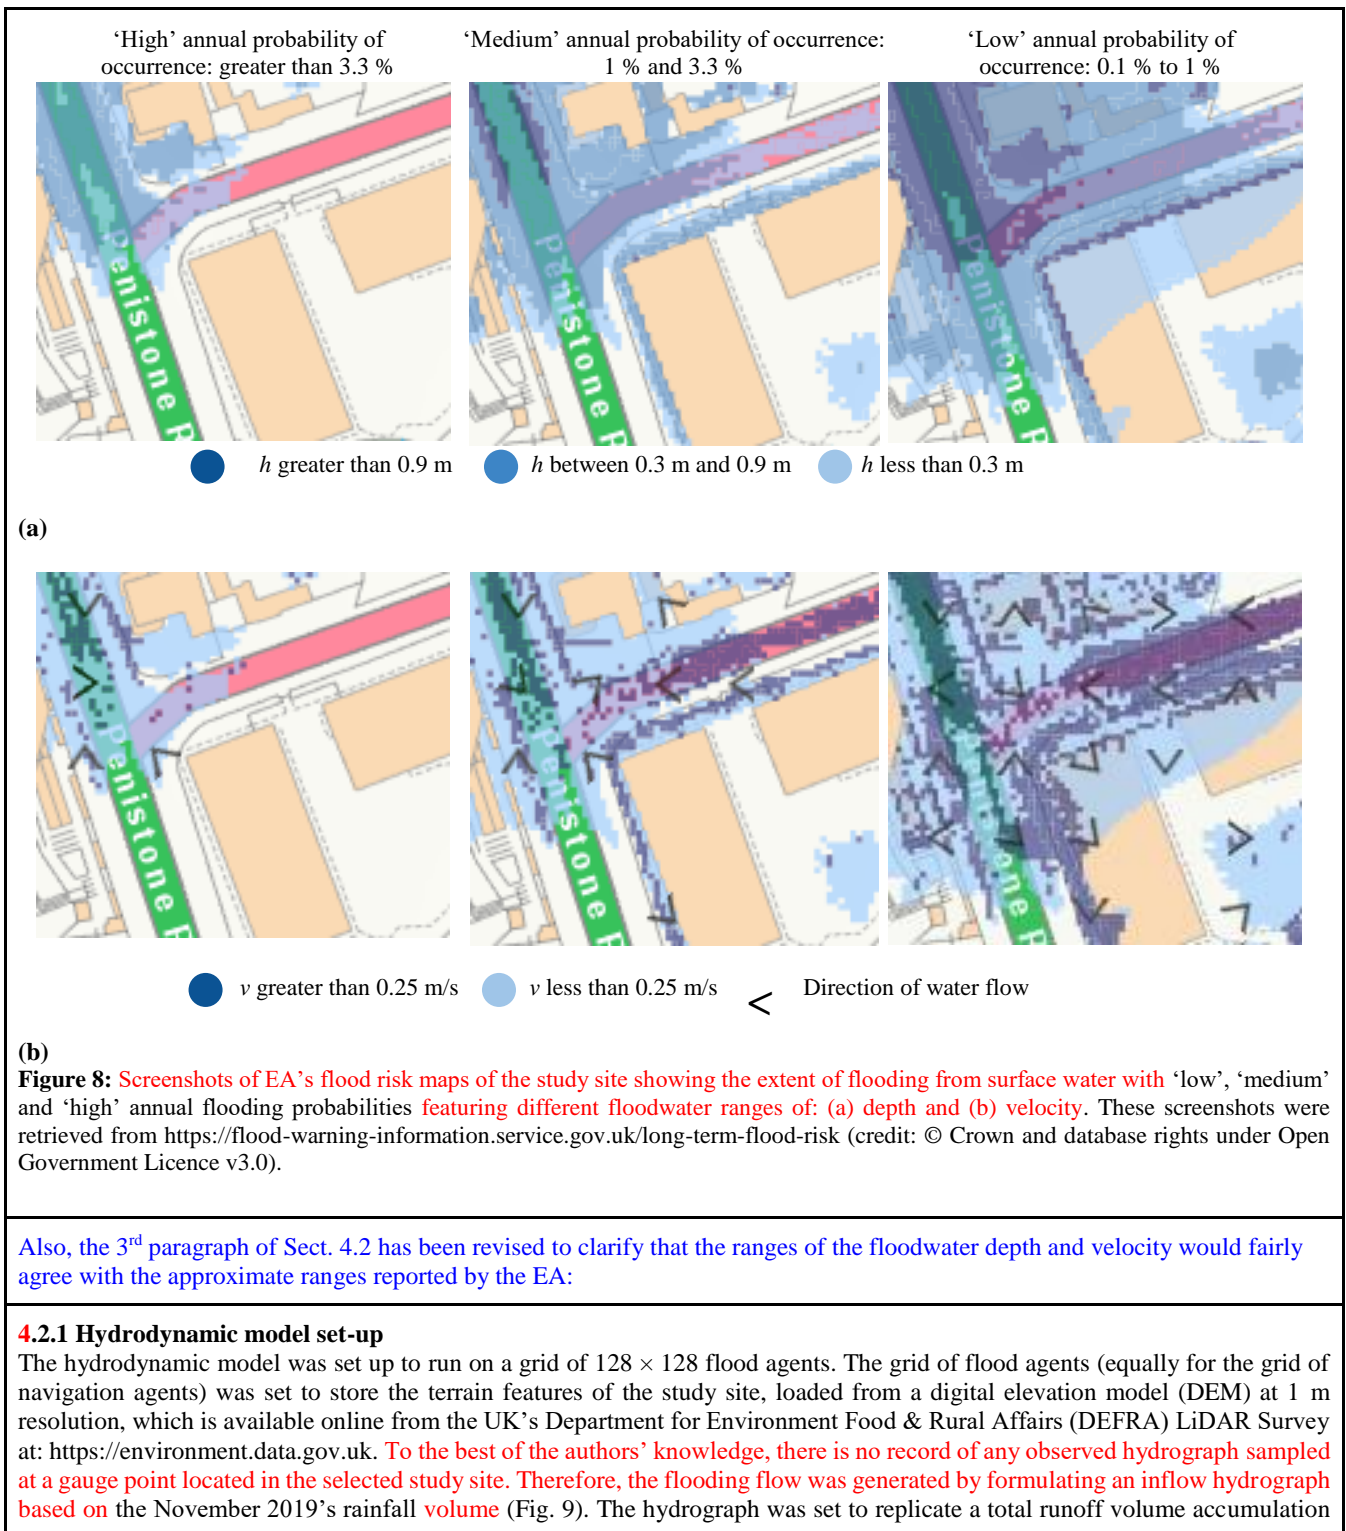 ‘High’ annual probability of
occurrence: greater than 3.3 %
‘Medium’ annual probability of occurrence:
1 % and 3.3 %
‘Low’ annual probability of
occurrence: 0.1 % to 1 %
Penistone R
Penistone R
Penistone R
h greater than 0.9 m
h between 0.3 m and 0.9 m
h less than 0.3 m
(a)
Penistone R
Penistone R
Penistone R
v greater than 0.25 m/s
v less than 0.25 m/s
< Direction of water flow
(b)
Figure 8: Screenshots of EA’s flood risk maps of the study site showing the extent of flooding from surface water with ‘low’, ‘medium’
and ‘high’ annual flooding probabilities featuring different floodwater ranges of: (a) depth and (b) velocity. These screenshots were
retrieved from https://flood-warning-information.service.gov.uk/long-term-flood-risk (credit: © Crown and database rights under Open
Government Licence v3.0).
Also, the 3rd paragraph of Sect. 4.2 has been revised to clarify that the ranges of the floodwater depth and velocity would fairly
agree with the approximate ranges reported by the EA:
4.2.1 Hydrodynamic model set-up
The hydrodynamic model was set up to run on a grid of 128 × 128 flood agents. The grid of flood agents (equally for the grid of
navigation agents) was set to store the terrain features of the study site, loaded from a digital elevation model (DEM) at 1 m
resolution, which is available online from the UK’s Department for Environment Food & Rural Affairs (DEFRA) LiDAR Survey
at: https://environment.data.gov.uk. To the best of the authors’ knowledge, there is no record of any observed hydrograph sampled
at a gauge point located in the selected study site. Therefore, the flooding flow was generated by formulating an inflow hydrograph
based on the November 2019’s rainfall volume (Fig. 9). The hydrograph was set to replicate a total runoff volume accumulation